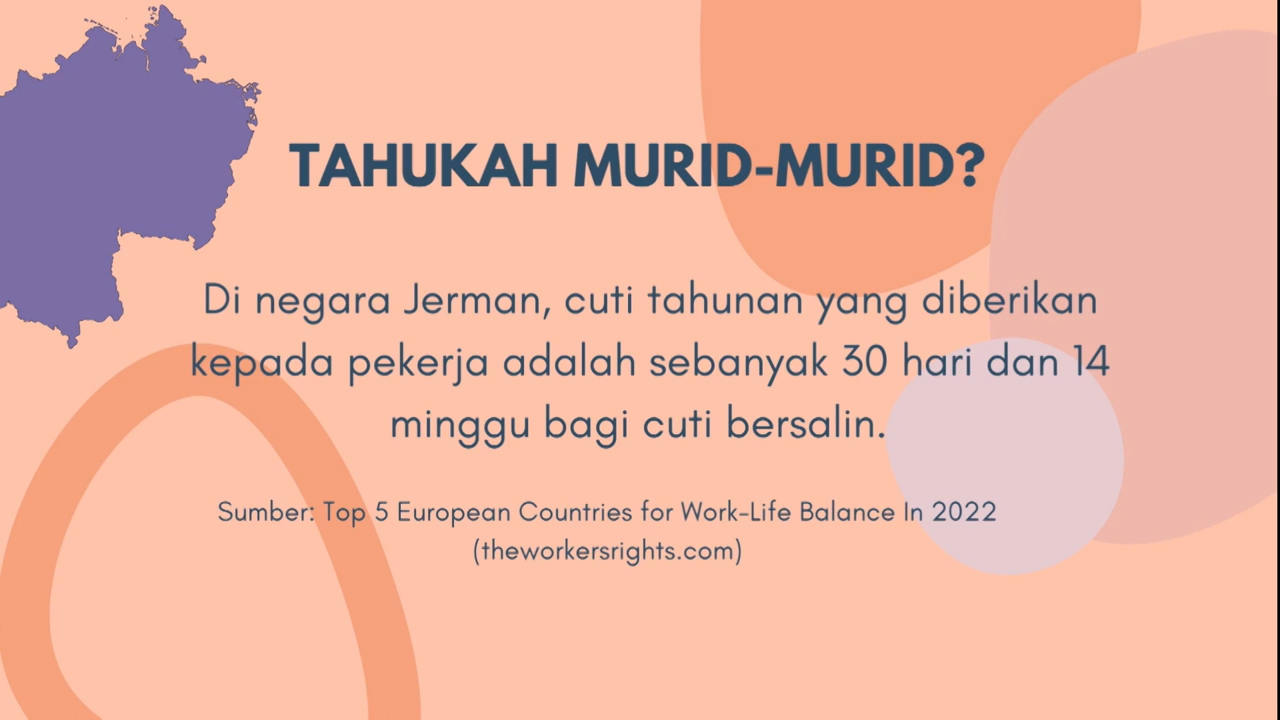 TAHUKAH MURID-MURID?
Di negara Jerman, cuti tahunan yang diberikan
kepada pekerja adalah sebanyak 30 hari dan 14
minggu bagi cuti bersalin.
Sumber: Top 5 European Countries for Work-Life Balance In 2022
(theworkersrights.com)